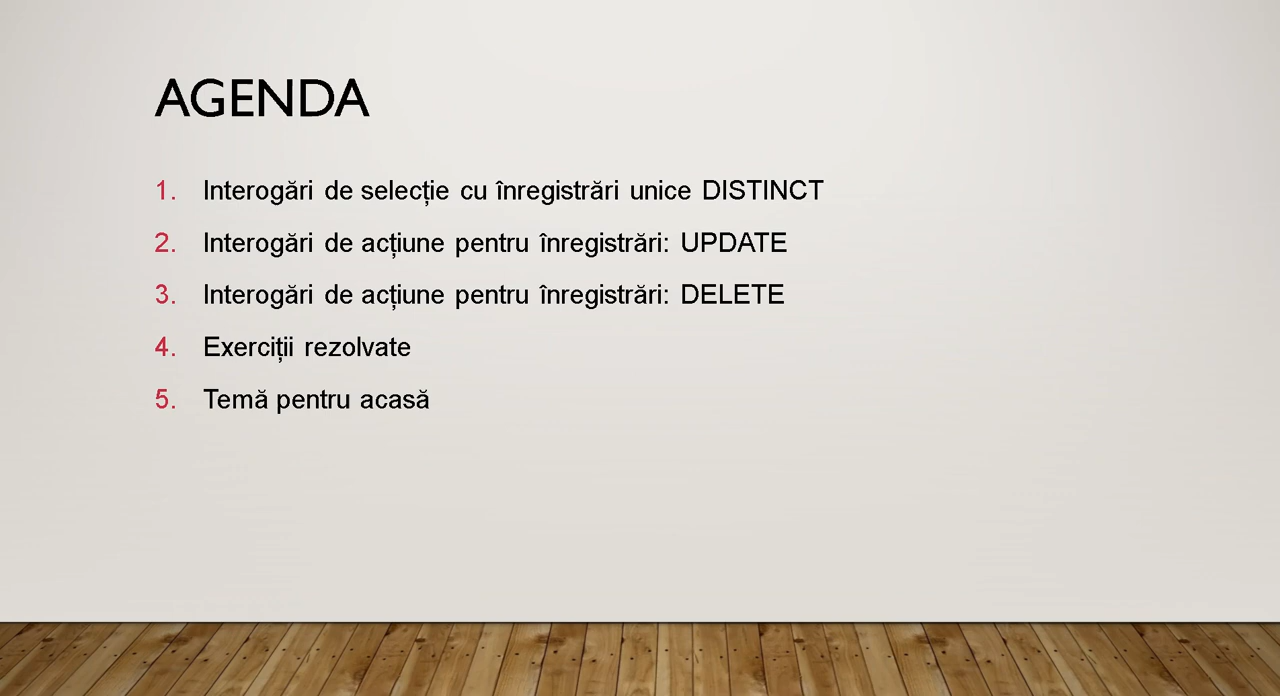 AGENDA
1. Interogări de selecție cu înregistrări unice DISTINCT
2. Interogări de acțiune pentru înregistrări: UPDATE
3. Interogări de acțiune pentru înregistrări: DELETE
4. Exerciții rezolvate
5. Temă pentru acasă